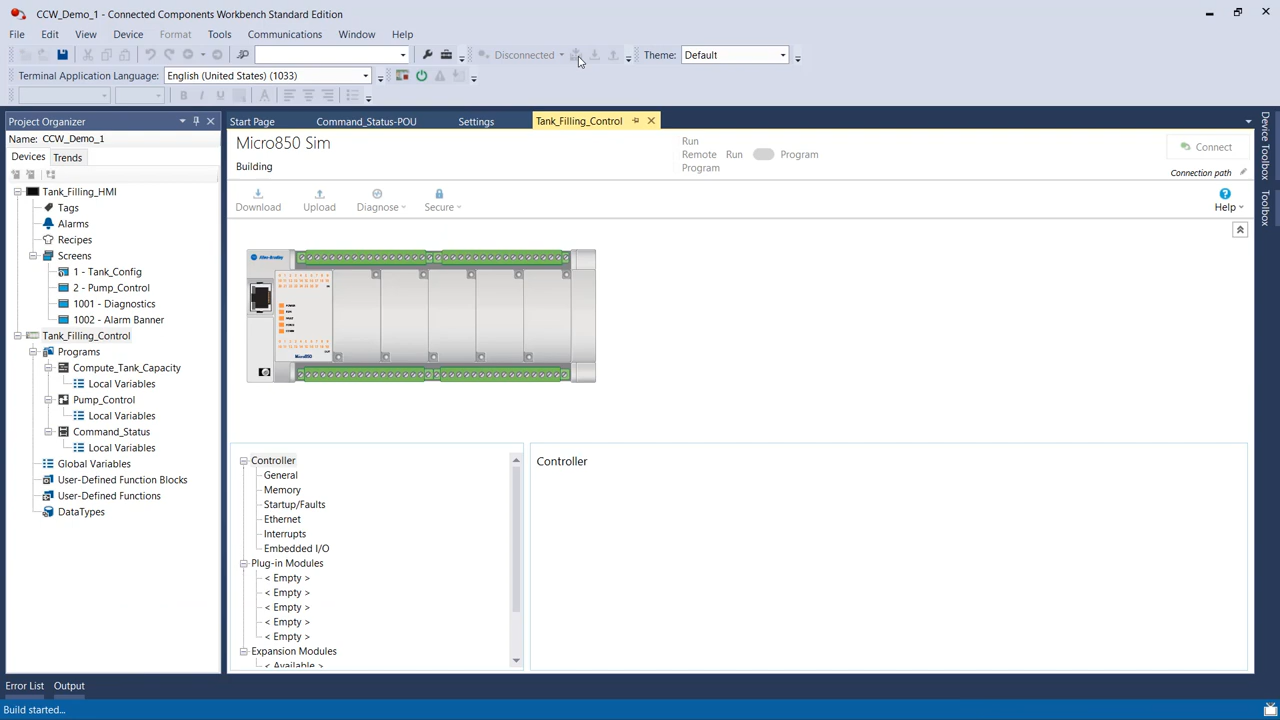 CCW_Demo_1 - Connected Components Workbench Standard Edition
File Edit View Device Format Tools Communications Window Help
Disconnected Theme: Default
Terminal Application Language: English (United States) (1033)
B I U A
Project Organizer
Name: CCW_Demo_1
Devices Trends
Tank_Filling_HMI
Tags
Alarms
Recipes
Screens
1 - Tank_Config
2 - Pump_Control
1001 - Diagnostics
1002 - Alarm Banner
Tank_Filling_Control
Programs
Compute_Tank_Capacity
Local Variables
Pump_Control
Local Variables
Command_Status
Local Variables
Global Variables
User-Defined Function Blocks
User-Defined Functions
DataTypes
Start Page Command_Status-POU Settings Tank_Filling_Control
Micro850 Sim
Building
Run
Remote Run Program
Program
Connect
Connection path
Download Upload Diagnose Secure Help
Allen-Bradley
Micro850
Controller
General
Memory
Startup/Faults
Ethernet
Interrupts
Embedded I/O
Plug-in Modules
< Empty >
< Empty >
< Empty >
< Empty >
< Empty >
Expansion Modules
< Available >
Controller
Device Toolbox
Toolbox
Error List Output
Build started...